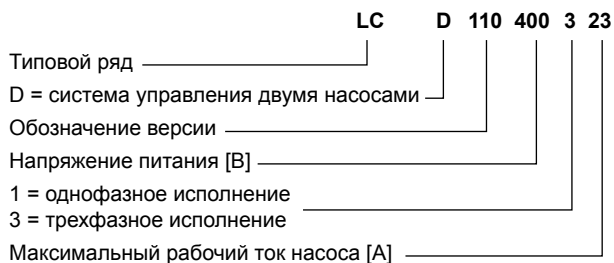 LC D 110 400 3 23
Типовой ряд
D = система управления двумя насосами
Обозначение версии
Напряжение питания [В]
1 = однофазное исполнение
3 = трехфазное исполнение
Максимальный рабочий ток насоса [А]